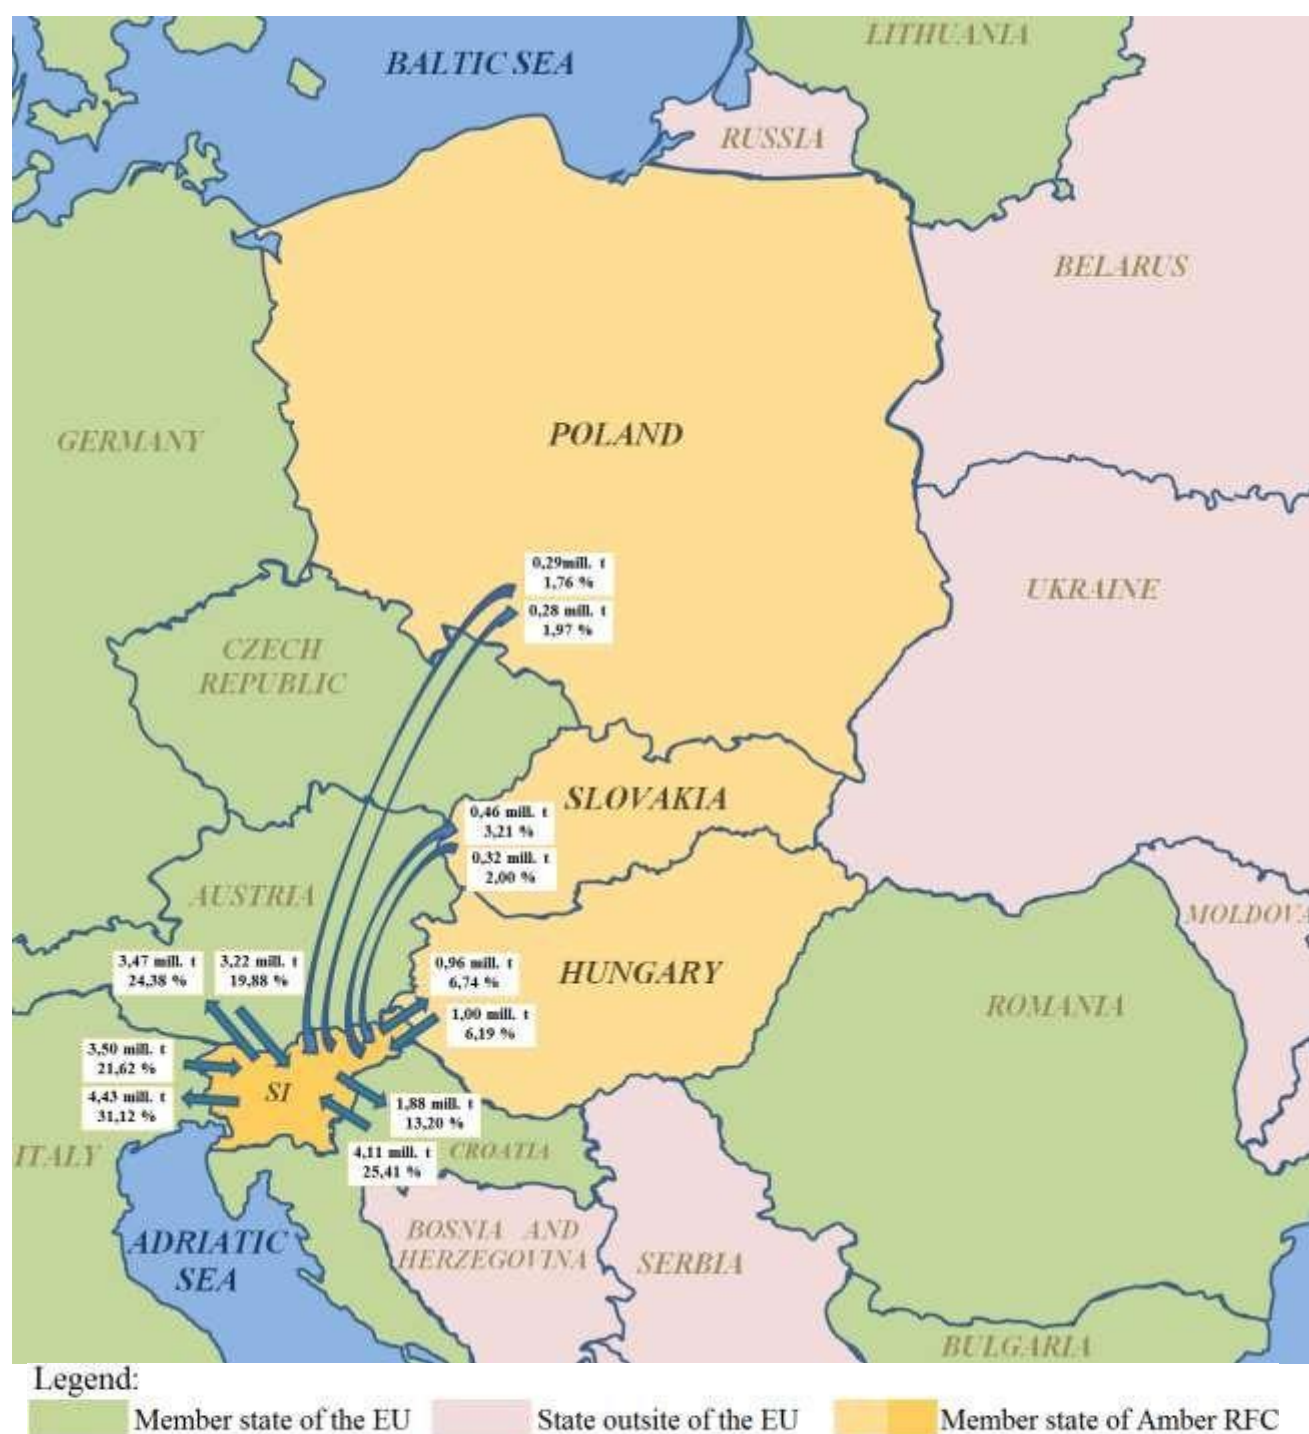 LITHUANIA
BALTIC SEA
RUSSIA
BELARUS
GERMANY
POLAND
0,29mill. t
1,76 %
UKRAINE
0,28 mill. t
1,97 %
CZECH
REPUBLIC
SLOVAKIA
0,46 mill. t
3,21 %
0,32 mill. t
2,00 %
AUSTRIA
MOLDOVA
3,47 mill. t
24,38 %
3,22 mill. t
19,88 %
0,96 mill. t
6,74 %
HUNGARY
ROMANIA
1,00 mill. t
6,19 %
3,50 mill. t
21,62 %
SI
4,43 mill. t
31,12 %
1,88 mill. t
13,20 %
ITALY
4,11 mill. t
25,41 %
CROATIA
ADRIATIC
SEA
BOSNIA AND
HERZEGOVINA
SERBIA
BULGARIA
Legend:
Member state of the EU
State outsite of the EU
Member state of Amber RFC